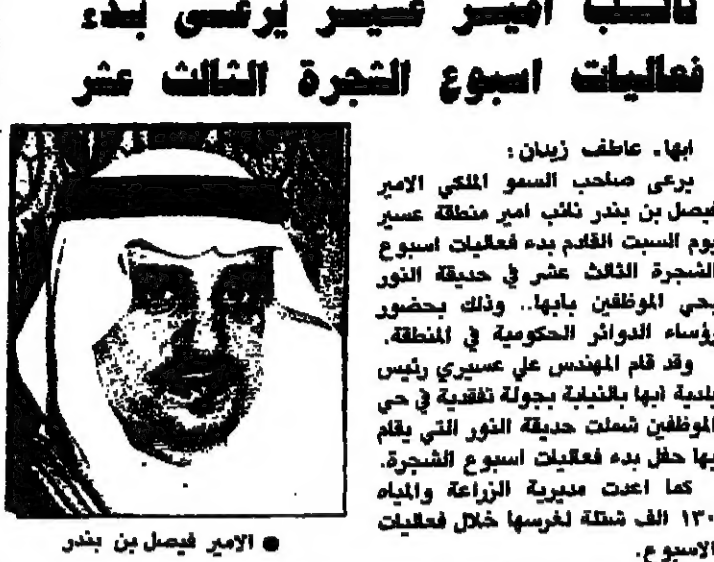 نائب امير عسير يرعى بدء
فعاليات اسبوع الشجرة الثالث عشر
ابها. عاطف زيدان:
يرعى صاحب السمو الملكي الامير
فيصل بن بندر نائب امير منطقة عسير
يوم السبت القادم بدء فعاليات اسبوع
الشجرة الثالث عشر في حديقة النور
بحي الموظفين بابها.. وذلك بحضور
رؤساء الدوائر الحكومية في المنطقة.
وقد قام المهندس علي عسيري رئيس
بلدية ابها بالنيابة بجولة تفقدية في حي
الموظفين شملت حديقة النور التي يقام
بها حفل بدء فعاليات اسبوع الشجرة.
كما اعدت مديرية الزراعة والمياه
١٣٠ الف شتلة لغرسها خلال فعاليات
الاسبوع.
● الامير فيصل بن بندر